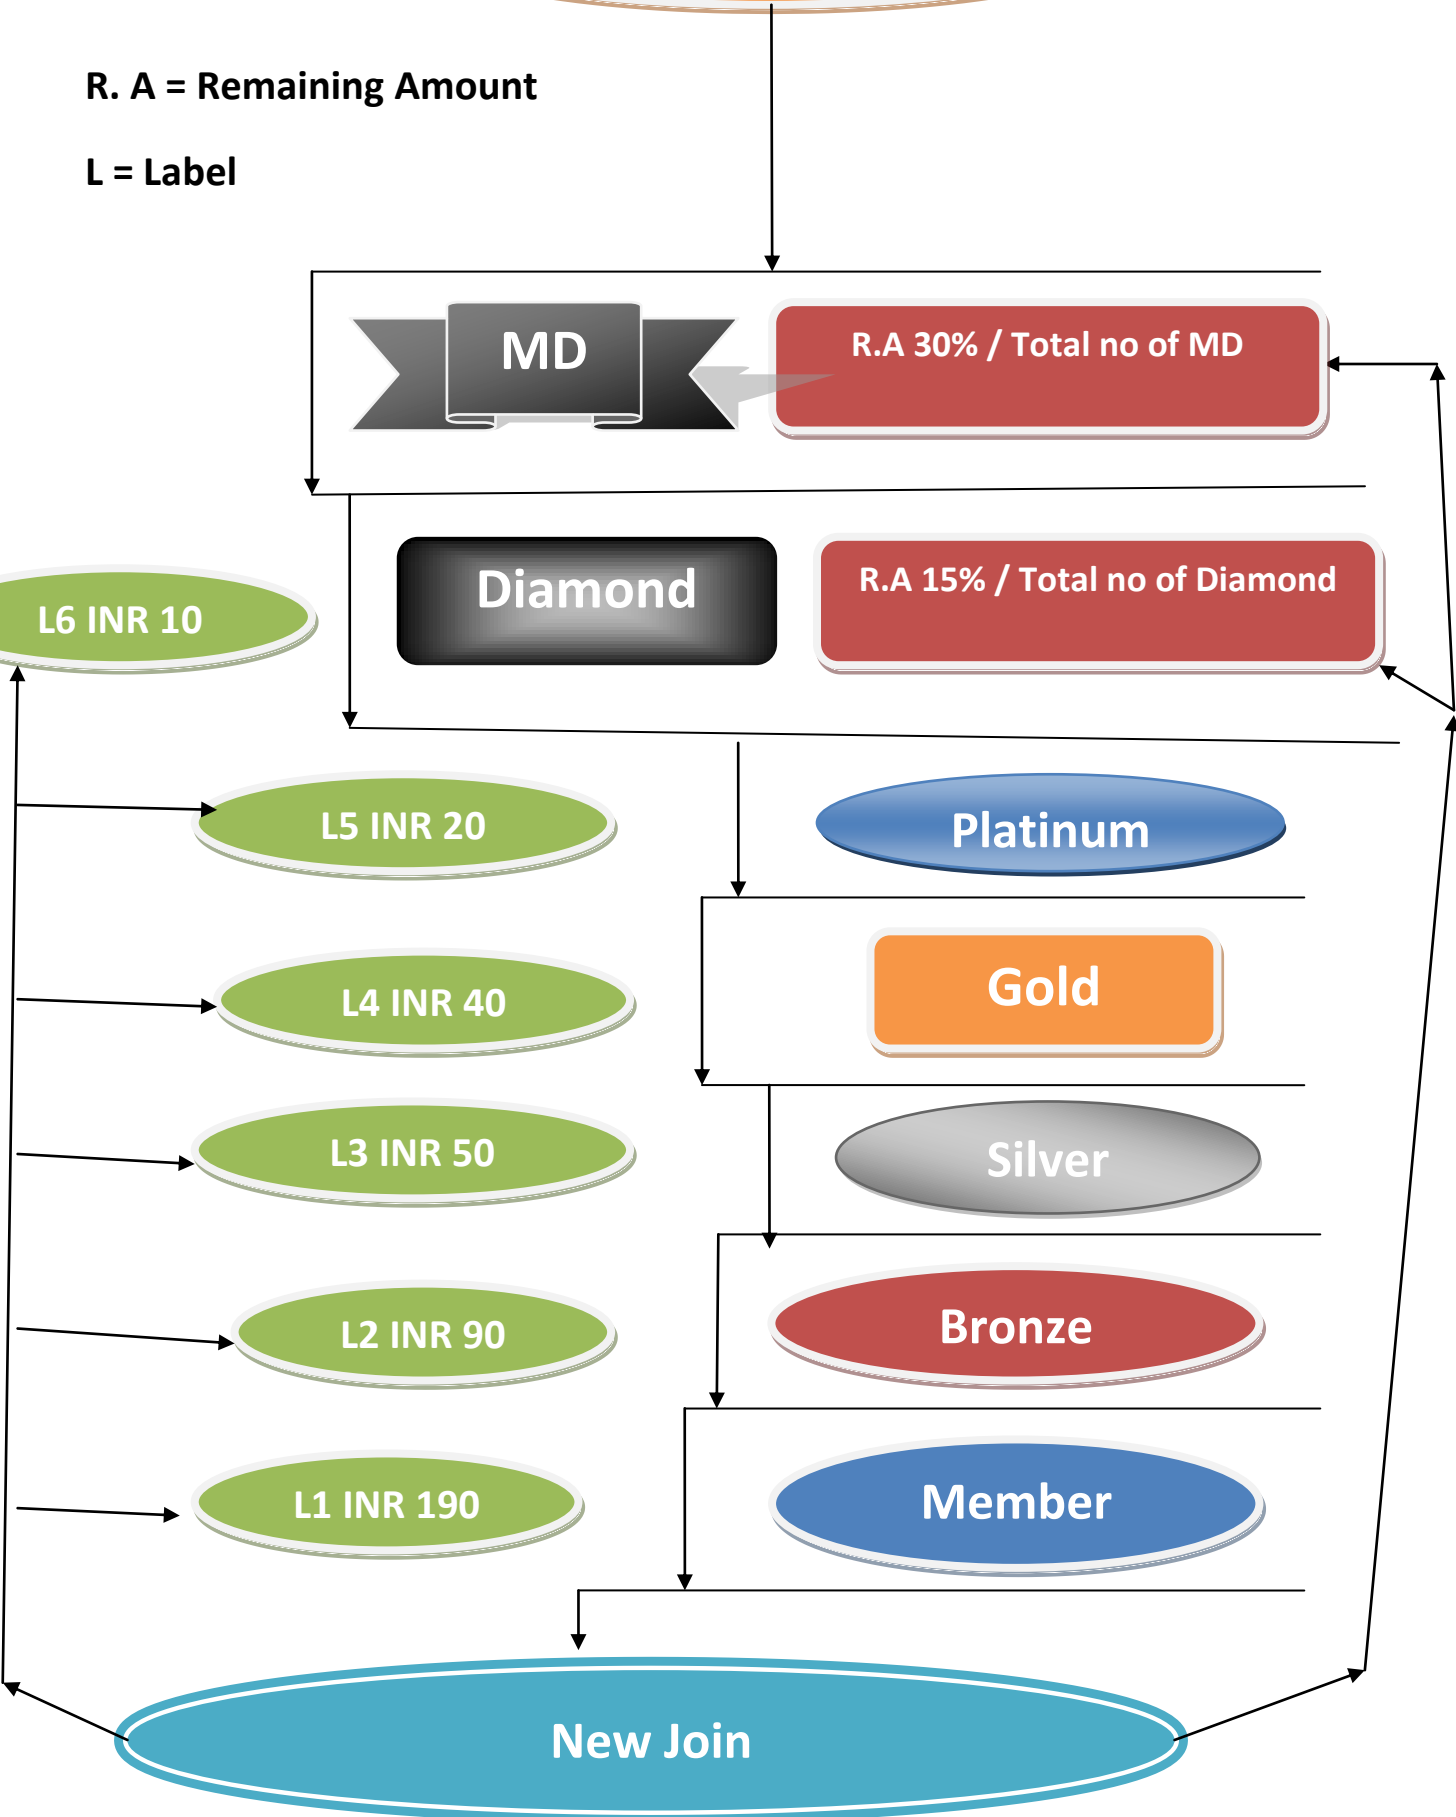 R. A = Remaining Amount
L = Label
MD
R.A 30% / Total no of MD
Diamond
R.A 15% / Total no of Diamond
L6 INR 10
L5 INR 20
Platinum
L4 INR 40
Gold
L3 INR 50
Silver
L2 INR 90
Bronze
L1 INR 190
Member
New Join